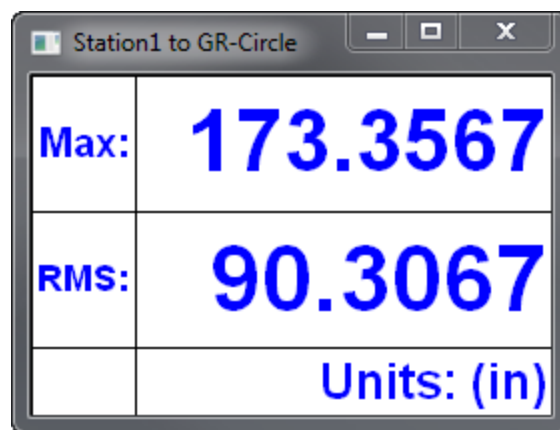 Station1 to GR-Circle
Max: 173.3567
RMS: 90.3067
Units: (in)